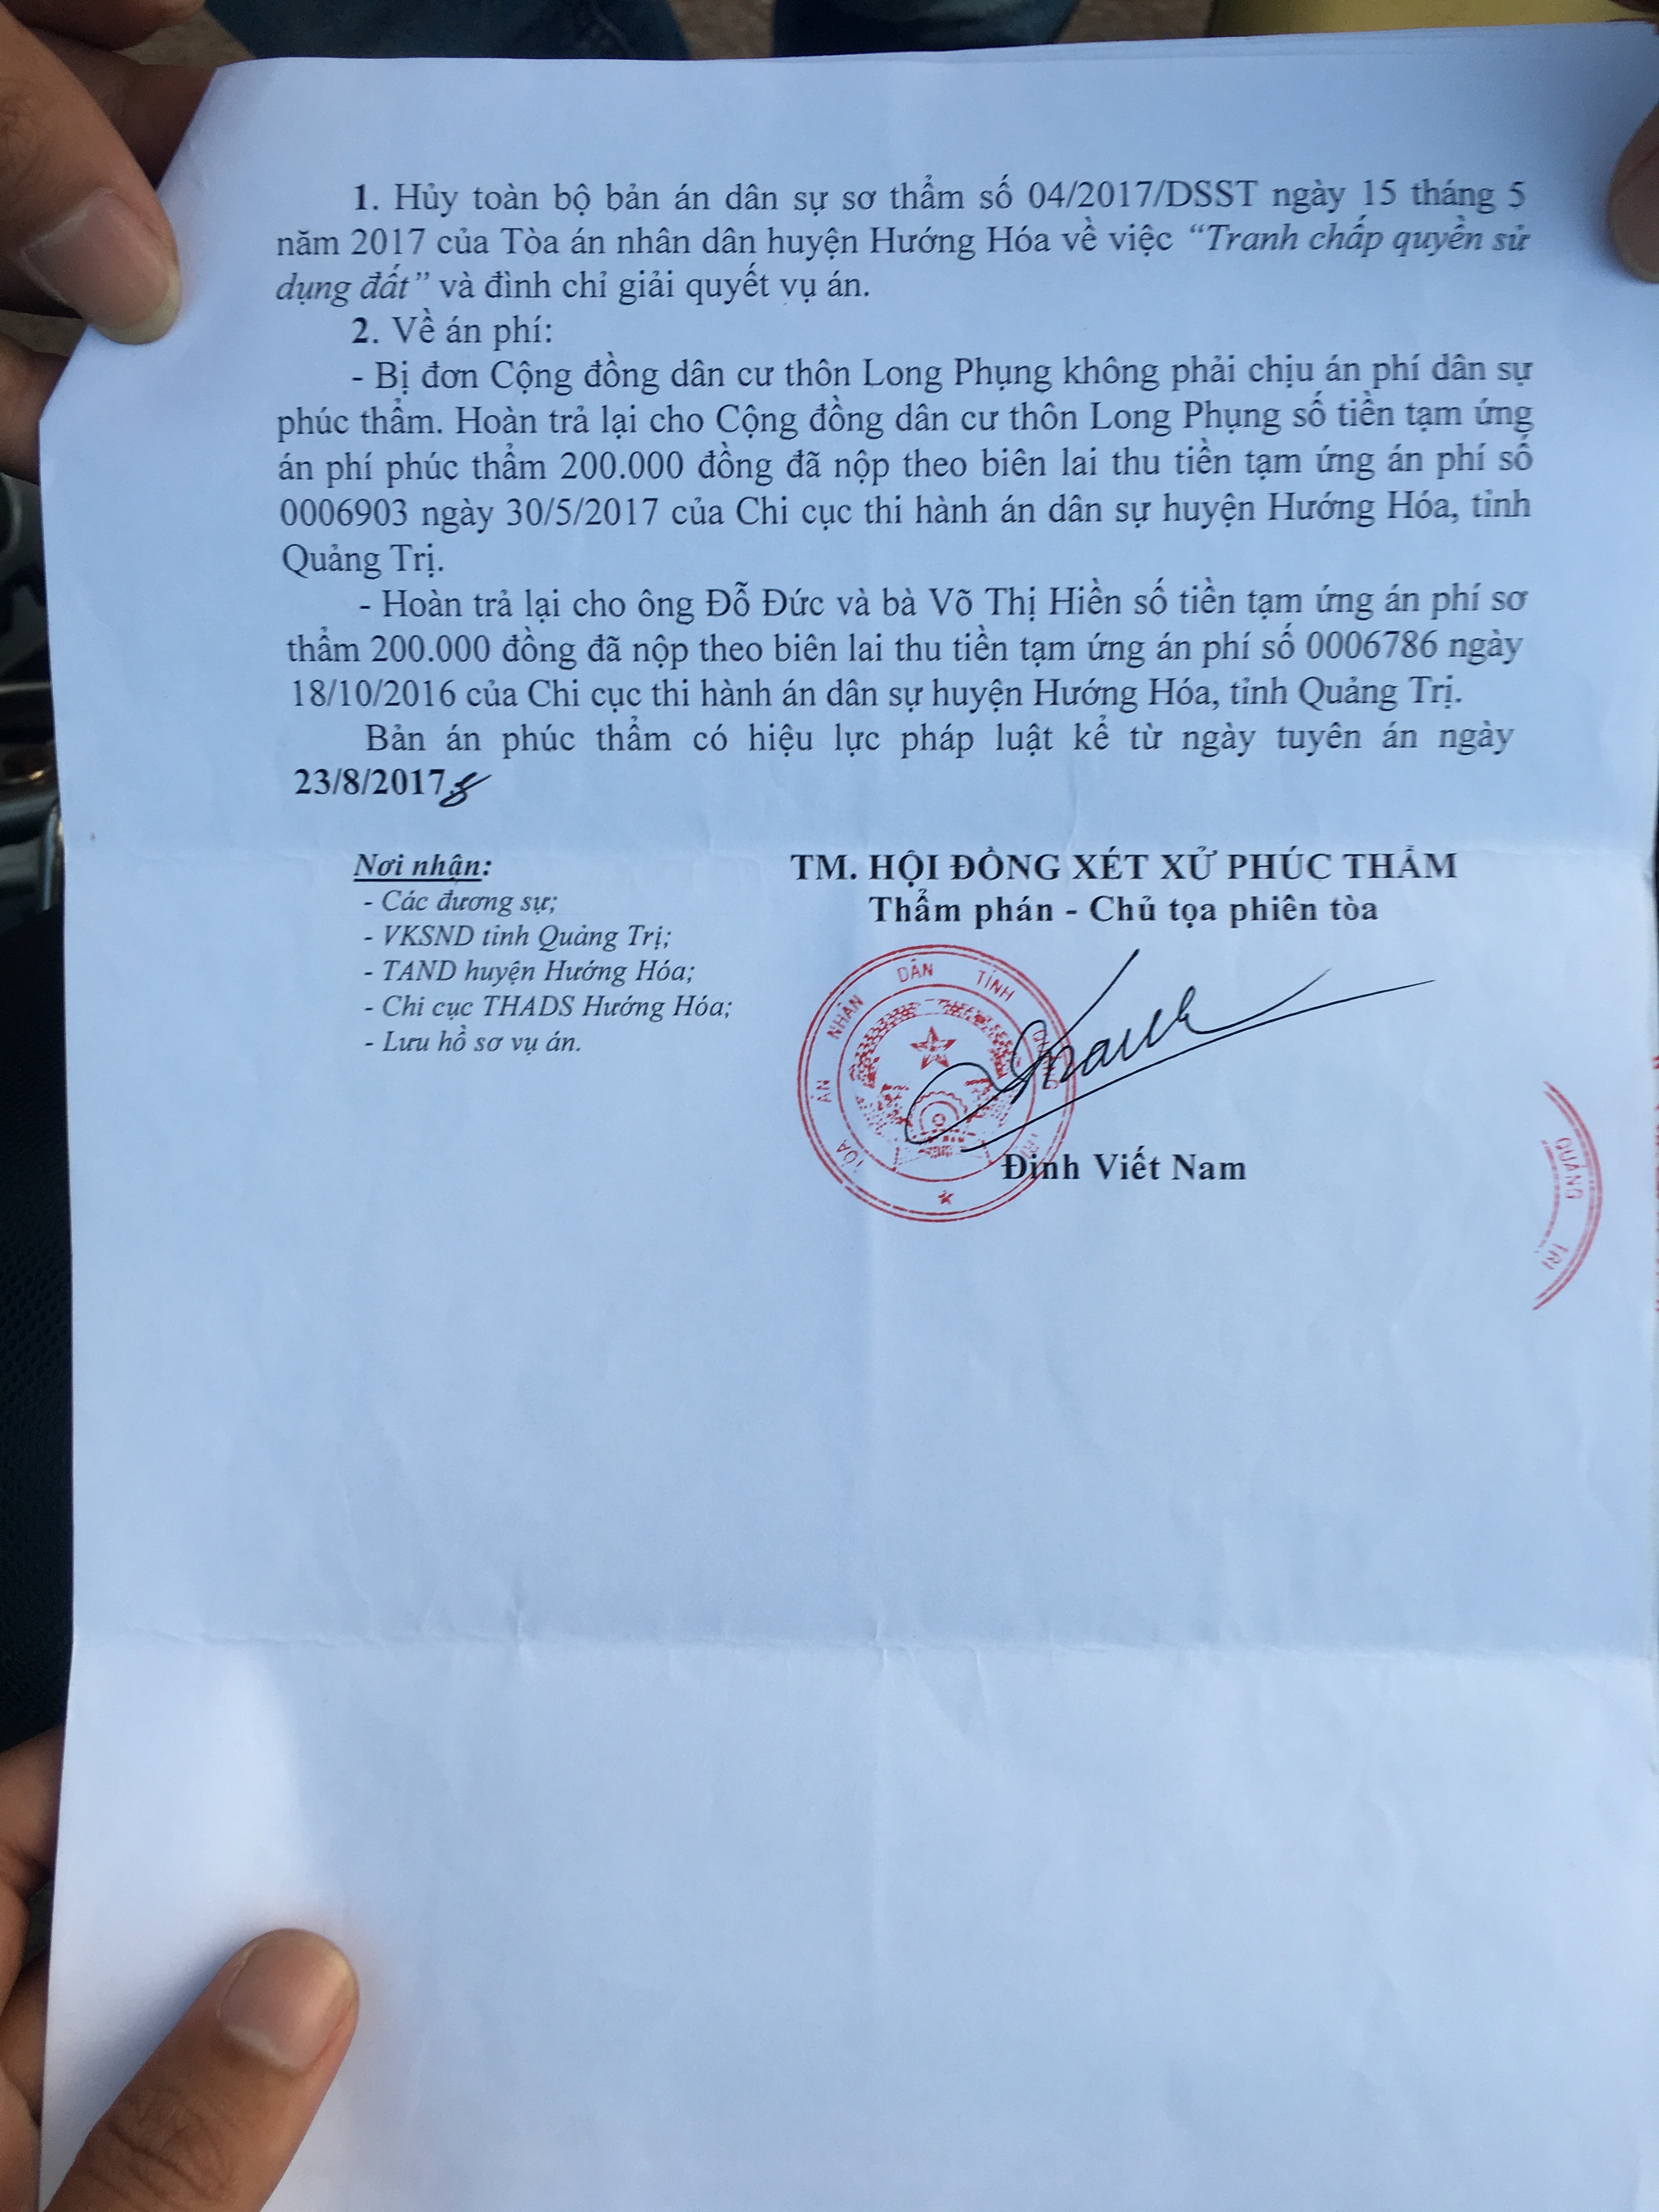 1. Hủy toàn bộ bản án dân sự sơ thẩm số 04/2017/DSST ngày 15 tháng 5
năm 2017 của Tòa án nhân dân huyện Hướng Hóa về việc “Tranh chấp quyền sử
dụng đất” và đình chỉ giải quyết vụ án.
2. Về án phí:
- Bị đơn Cộng đồng dân cư thôn Long Phụng không phải chịu án phí dân sự
phúc thẩm. Hoàn trả lại cho Cộng đồng dân cư thôn Long Phụng số tiền tạm ứng
án phí phúc thẩm 200.000 đồng đã nộp theo biên lai thu tiền tạm ứng án phí số
0006903 ngày 30/5/2017 của Chi cục thi hành án dân sự huyện Hướng Hóa, tỉnh
Quảng Trị.
- Hoàn trả lại cho ông Đỗ Đức và bà Võ Thị Hiền số tiền tạm ứng án phí sơ
thẩm 200.000 đồng đã nộp theo biên lai thu tiền tạm ứng án phí số 0006786 ngày
18/10/2016 của Chi cục thi hành án dân sự huyện Hướng Hóa, tỉnh Quảng Trị.
Bản án phúc thẩm có hiệu lực pháp luật kể từ ngày tuyên án ngày
23/8/2017.
Nơi nhận:
- Các đương sự;
- VKSND tỉnh Quảng Trị;
- TAND huyện Hướng Hóa;
- Chi cục THADS Hướng Hóa;
- Lưu hồ sơ vụ án.
TM. HỘI ĐỒNG XÉT XỬ PHÚC THẨM
Thẩm phán - Chủ tọa phiên tòa
TÒA ÁN NHÂN DÂN TỈNH QUẢNG TRỊ
Đinh Viết Nam
QUẢNG TRỊ